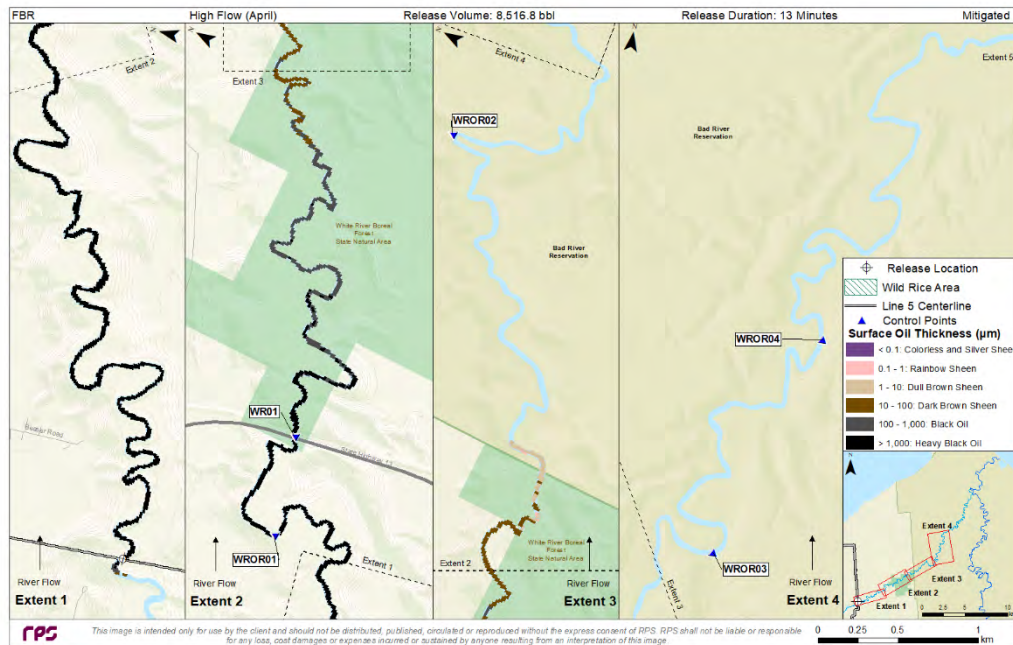 FBR High Flow (April) Release Volume: 8,516.8 bbl Release Duration: 13 Minutes Mitigated
Extent 2
Extent 3
Extent 4
Extent 5
WROR02
Bad River
Reservation
White River Boreal
Forest
State Natural Area
Bad River
Reservation
WROR04
WR01
State Highway
WROR01
Extent 1
White River Boreal
Forest
State Natural Area
Extent 2
WROR03
Extent 3
River Flow
Extent 1
River Flow
Extent 2
River Flow
Extent 3
River Flow
Extent 4
Release Location
Wild Rice Area
Line 5 Centerline
Control Points
Surface Oil Thickness (µm)
< 0.1: Colorless and Silver Shee
0.1 - 1: Rainbow Sheen
1 - 10: Dull Brown Sheen
10 - 100: Dark Brown Sheen
100 - 1,000: Black Oil
> 1,000: Heavy Black Oil
Extent 4
Extent 3
Extent 2
Extent 1
0 2.5 5 10
km
RPS
This image is intended only for use by the client and should not be distributed, published, circulated or reproduced without the express consent of RPS. RPS shall not be liable or responsible
for any loss, cost damages or expenses incurred or sustained by anyone resulting from an interpretation of this image.
0 0.25 0.5 1
km